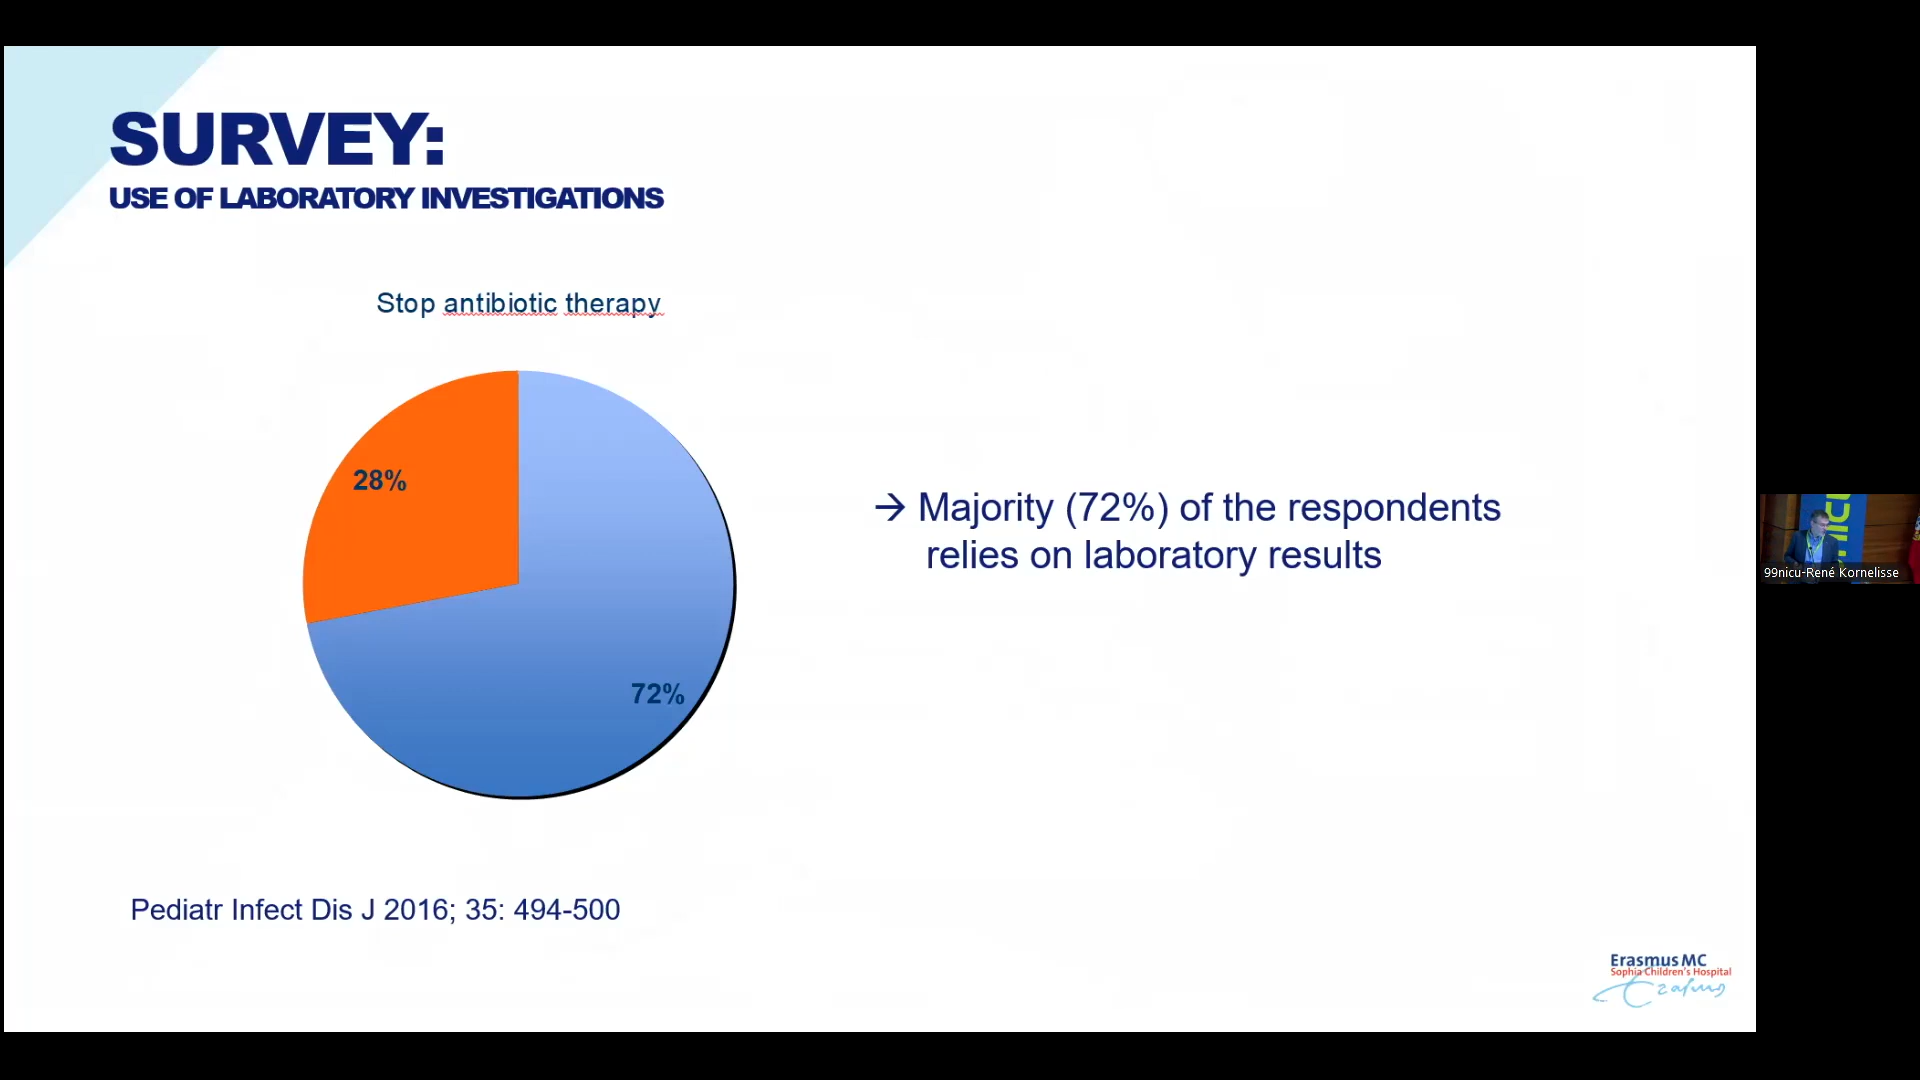 SURVEY:
USE OF LABORATORY INVESTIGATIONS
Stop antibiotic therapy
28%
72%
→ Majority (72%) of the respondents
relies on laboratory results
Pediatr Infect Dis J 2016; 35: 494-500
Erasmus MC
Sophia Children's Hospital
Erasmus
99nicu-René Kornelisse